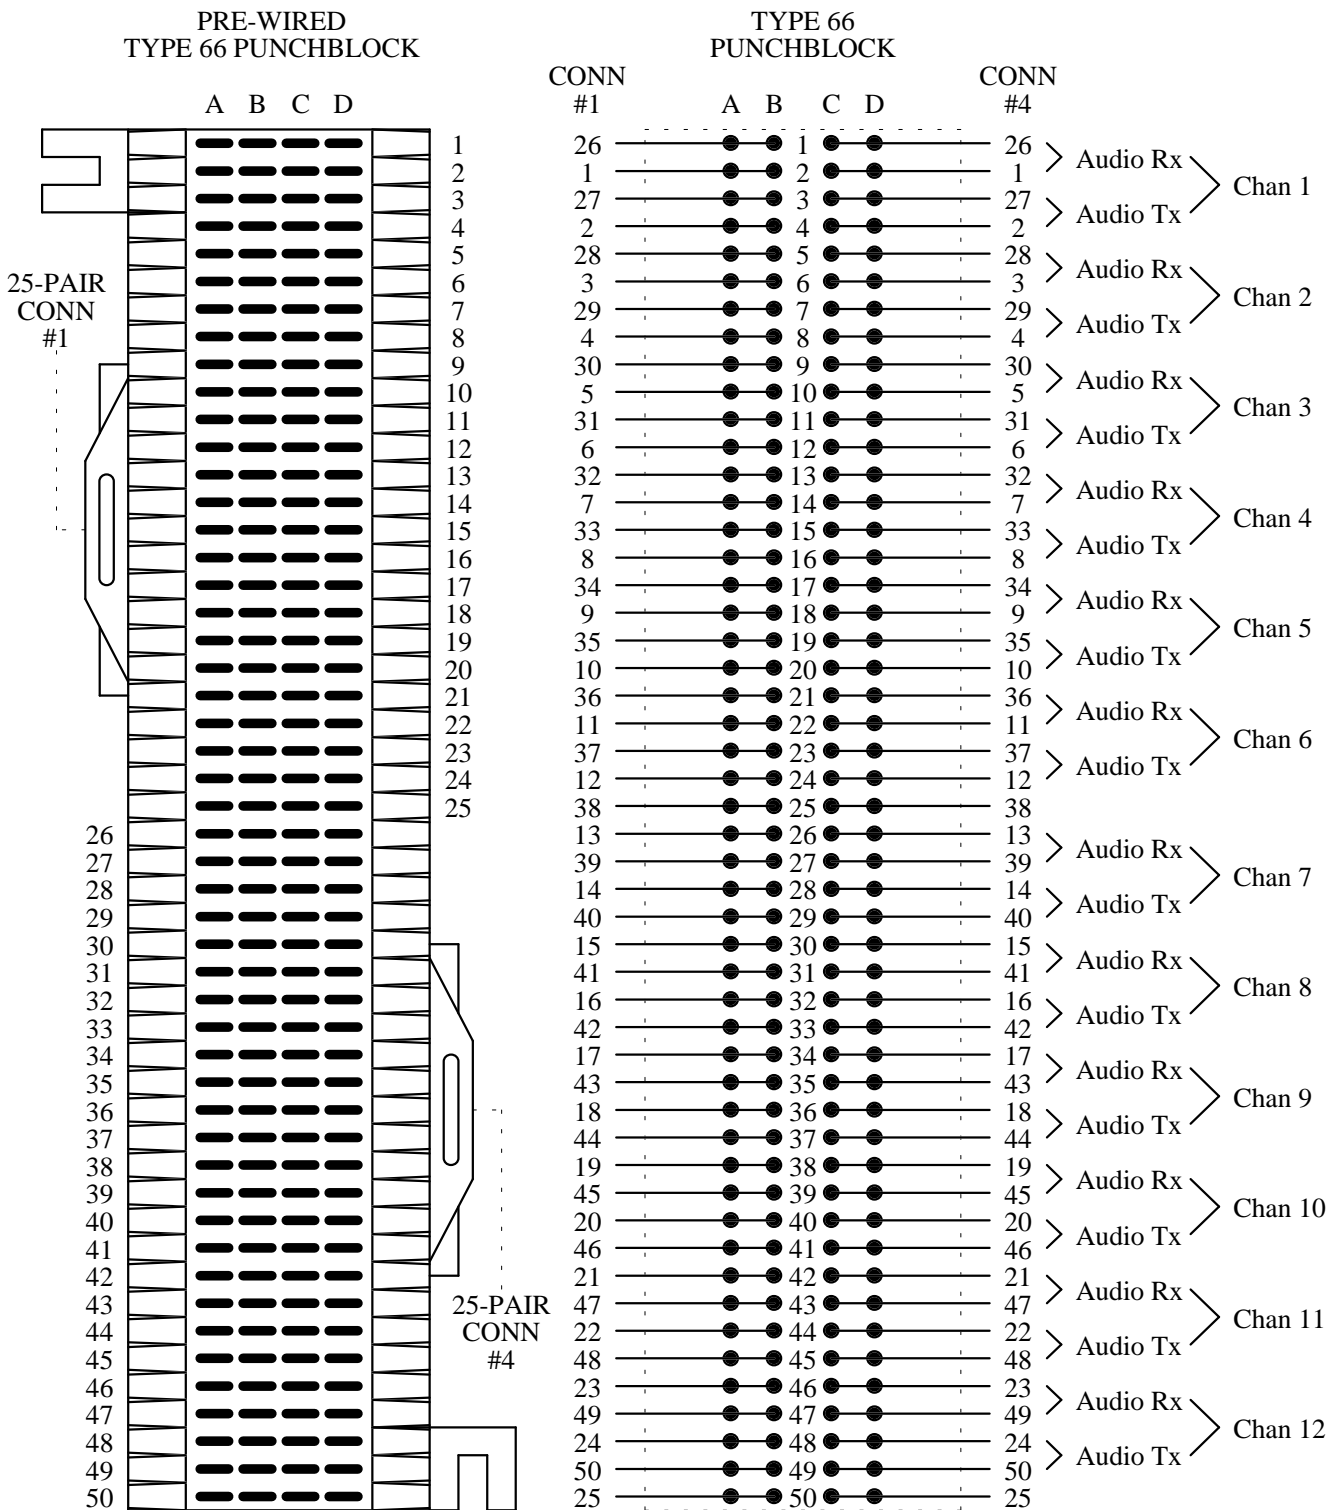 PRE-WIRED
TYPE 66 PUNCHBLOCK
A B C D
TYPE 66
PUNCHBLOCK
CONN
#1
A B C D
CONN
#4
25-PAIR
CONN
#1
25-PAIR
CONN
#4
1 26 1 26
2 1 2 1
3 27 3 27
4 2 4 2
5 28 5 28
6 3 6 3
7 29 7 29
8 4 8 4
9 30 9 30
10 5 10 5
11 31 11 31
12 6 12 6
13 32 13 32
14 7 14 7
15 33 15 33
16 8 16 8
17 34 17 34
18 9 18 9
19 35 19 35
20 10 20 10
21 36 21 36
22 11 22 11
23 37 23 37
24 12 24 12
25 38 25 38
26 13 26 13
27 39 27 39
28 14 28 14
29 40 29 40
30 15 30 15
31 41 31 41
32 16 32 16
33 42 33 42
34 17 34 17
35 43 35 43
36 18 36 18
37 44 37 44
38 19 38 19
39 45 39 45
40 20 40 20
41 46 41 46
42 21 42 21
43 47 43 47
44 22 44 22
45 48 45 48
46 23 46 23
47 49 47 49
48 24 48 24
49 50 49 50
50 25 50 25
Audio Rx
Chan 1
Audio Tx
Audio Rx
Chan 2
Audio Tx
Audio Rx
Chan 3
Audio Tx
Audio Rx
Chan 4
Audio Tx
Audio Rx
Chan 5
Audio Tx
Audio Rx
Chan 6
Audio Tx
Audio Rx
Chan 7
Audio Tx
Audio Rx
Chan 8
Audio Tx
Audio Rx
Chan 9
Audio Tx
Audio Rx
Chan 10
Audio Tx
Audio Rx
Chan 11
Audio Tx
Audio Rx
Chan 12
Audio Tx